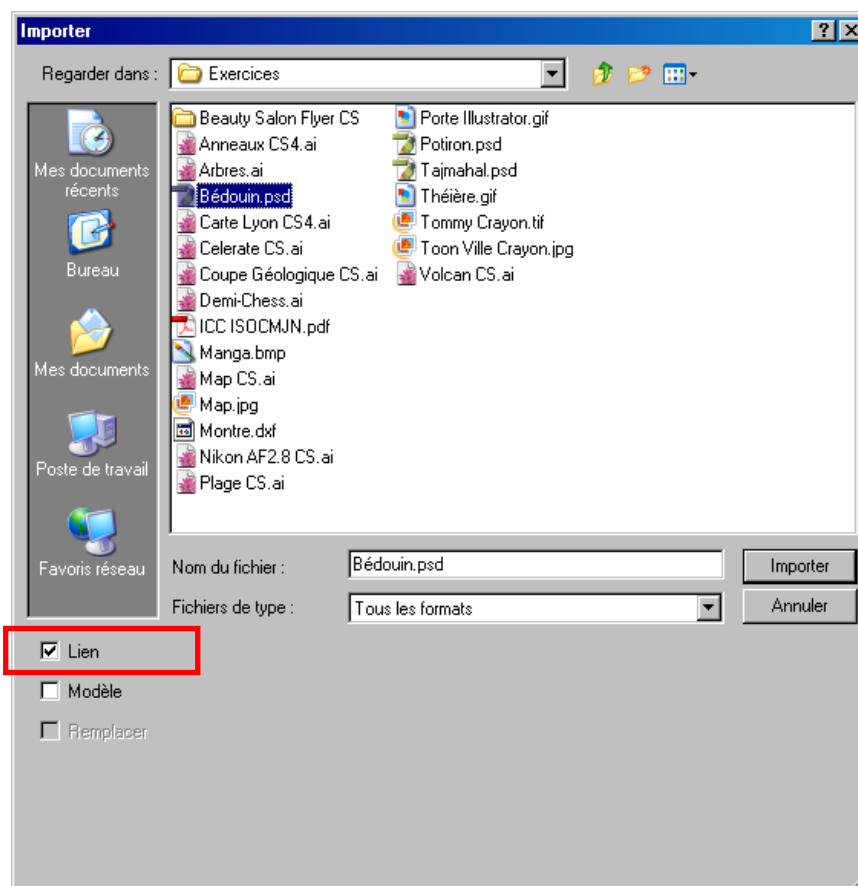 Importer
Regarder dans :
Exercices
Mes documents
récents
Bureau
Mes documents
Poste de travail
Favoris réseau
Beauty Salon Flyer CS
Anneaux CS4.ai
Arbres.ai
Bédouin.psd
Carte Lyon CS4.ai
Celerate CS.ai
Coupe Géologique CS.ai
Demi-Chess.ai
ICC ISOCMJN.pdf
Manga.bmp
Map CS.ai
Map.jpg
Montre.dxf
Nikon AF2.8 CS.ai
Plage CS.ai
Porte Illustrator.gif
Potiron.psd
Tajmahal.psd
Théière.gif
Tommy Crayon.tif
Toon Ville Crayon.jpg
Volcan CS.ai
Nom du fichier :
Bédouin.psd
Importer
Fichiers de type :
Tous les formats
Annuler
Lien
Modèle
Remplacer